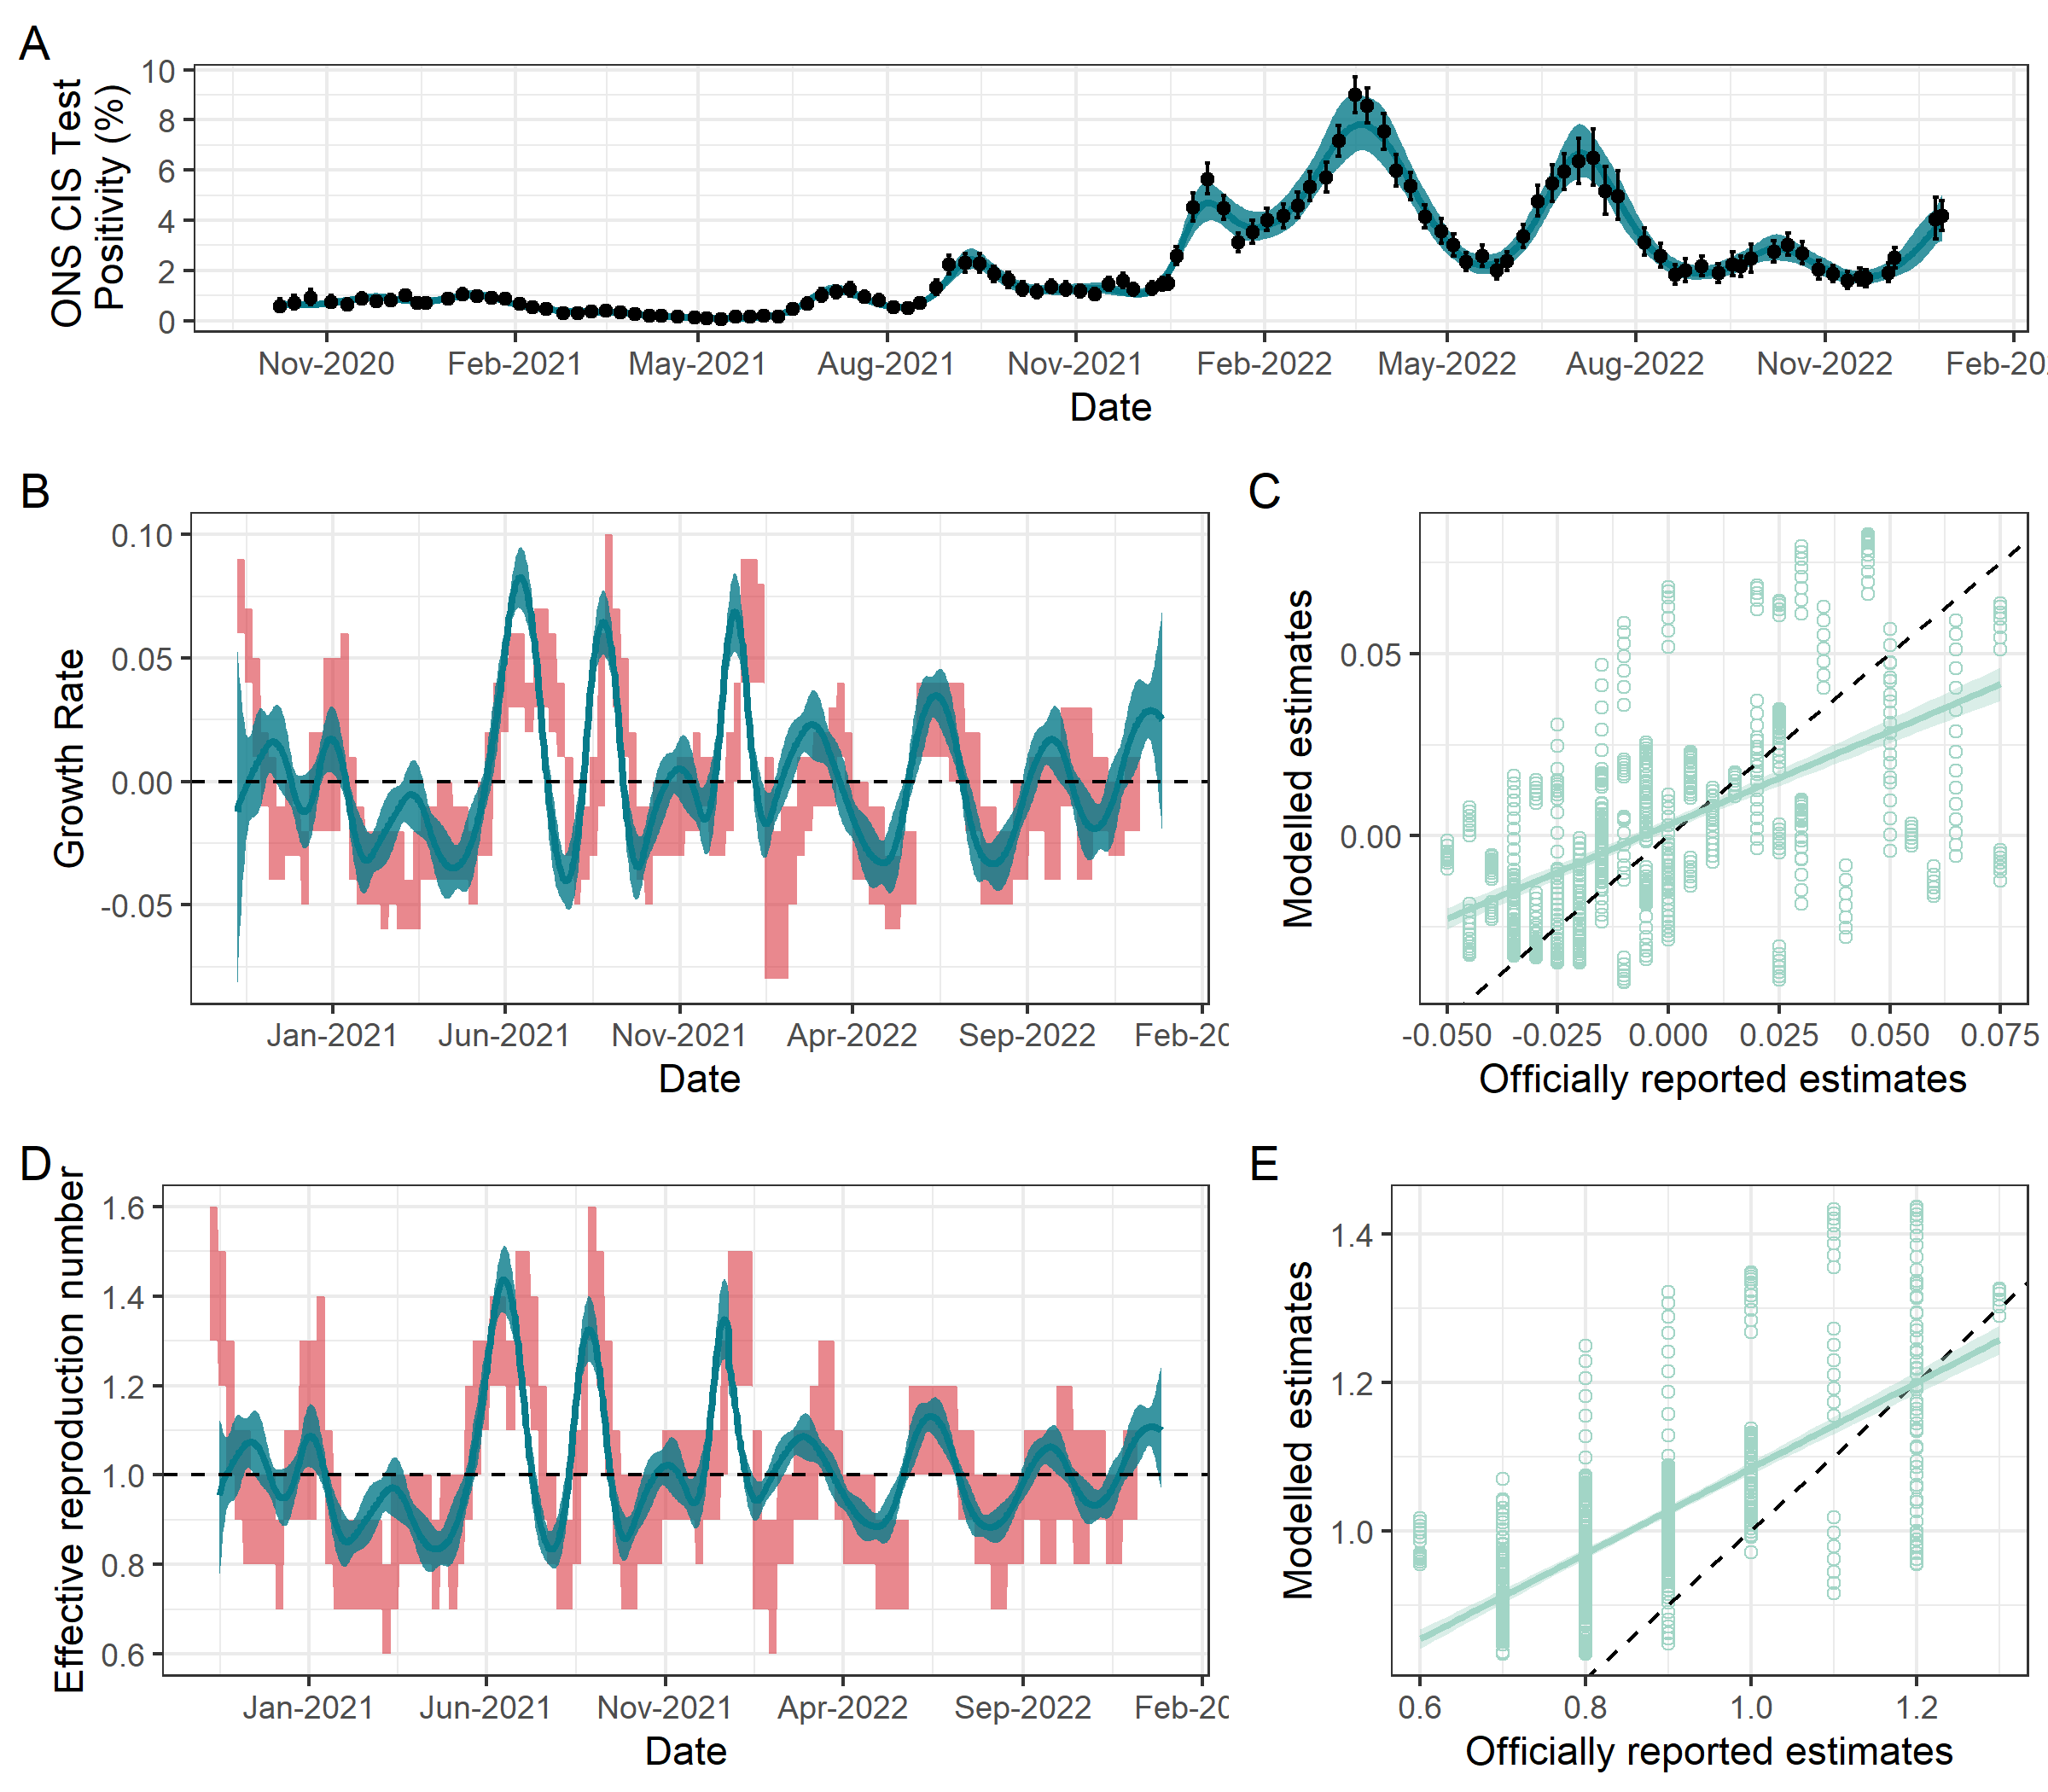 A
ONS CIS Test
Positivity (%)
10
8
6
4
2
0
Nov-2020 Feb-2021 May-2021 Aug-2021 Nov-2021 Feb-2022 May-2022 Aug-2022 Nov-2022 Feb-20
Date
B
Growth Rate
0.10
0.05
0.00
-0.05
Jan-2021 Jun-2021 Nov-2021 Apr-2022 Sep-2022 Feb-20
Date
C
Modelled estimates
0.05
0.00
-0.050 -0.025 0.000 0.025 0.050 0.075
Officially reported estimates
D
Effective reproduction number
1.6
1.4
1.2
1.0
0.8
0.6
Jan-2021 Jun-2021 Nov-2021 Apr-2022 Sep-2022 Feb-20
Date
E
Modelled estimates
1.4
1.2
1.0
0.6 0.8 1.0 1.2
Officially reported estimates